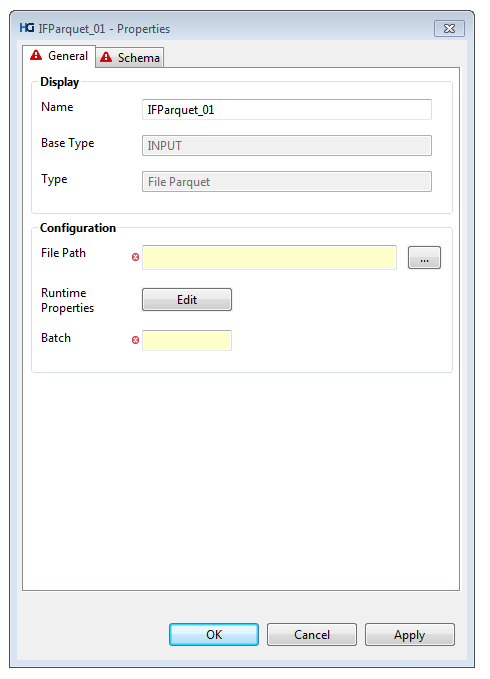 HG IFParquet_01 - Properties
General
Schema
Display
Name
IFParquet_01
Base Type
INPUT
Type
File Parquet
Configuration
File Path
...
Runtime
Properties
Edit
Batch
OK
Cancel
Apply